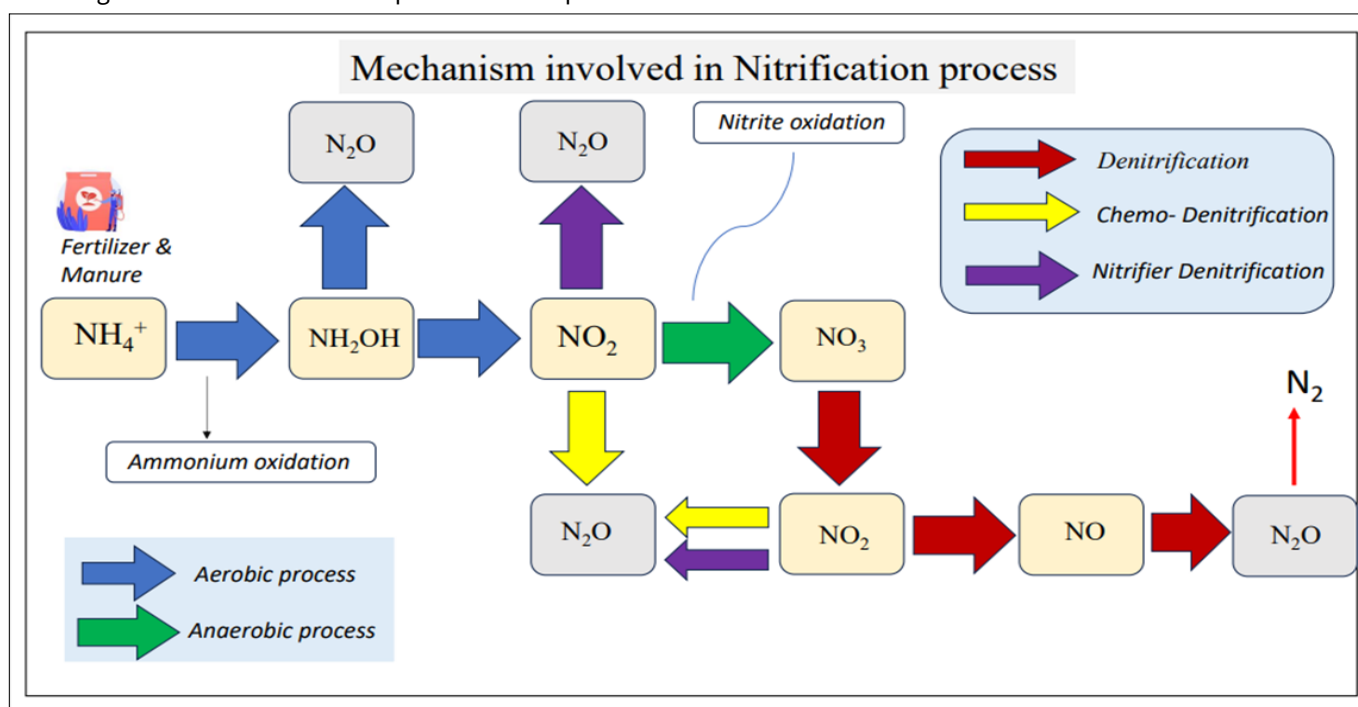 Mechanism involved in Nitrification process
N₂O
N₂O
Nitrite oxidation
Denitrification
Chemo- Denitrification
Nitrifier Denitrification
Fertilizer &
Manure
NH₄⁺
NH₂OH
NO₂
NO₃
N₂
Ammonium oxidation
N₂O
NO₂
NO
N₂O
Aerobic process
Anaerobic process